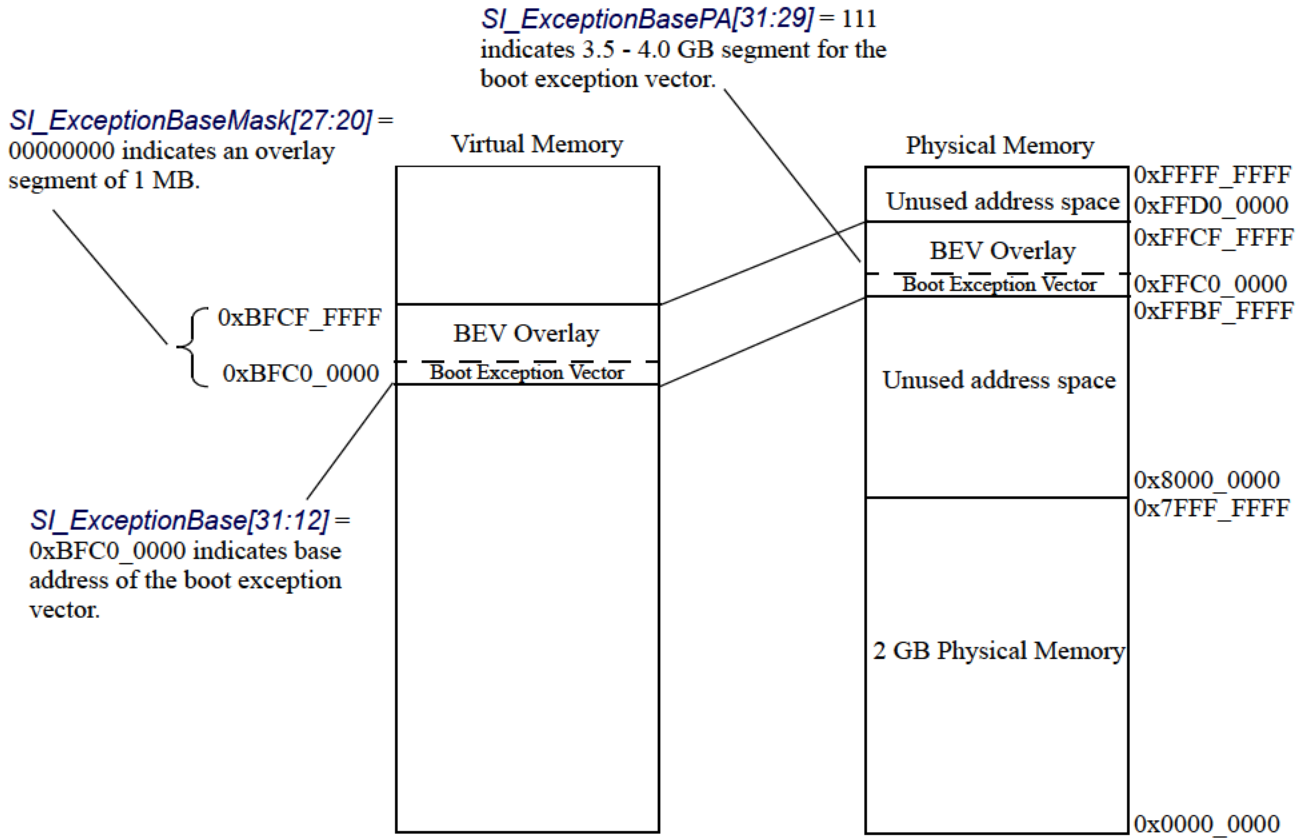 SI_ExceptionBasePA[31:29] = 111
indicates 3.5 - 4.0 GB segment for the
boot exception vector.
SI_ExceptionBaseMask[27:20] =
00000000 indicates an overlay
segment of 1 MB.
Virtual Memory
Physical Memory
0xFFFF_FFFF
Unused address space
0xFFD0_0000
0xFFCF_FFFF
BEV Overlay
Boot Exception Vector
0xFFC0_0000
0xFFBF_FFFF
0xBFCF_FFFF
BEV Overlay
0xBFC0_0000
Boot Exception Vector
Unused address space
0x8000_0000
0x7FFF_FFFF
SI_ExceptionBase[31:12] =
0xBFC0_0000 indicates base
address of the boot exception
vector.
2 GB Physical Memory
0x0000_0000